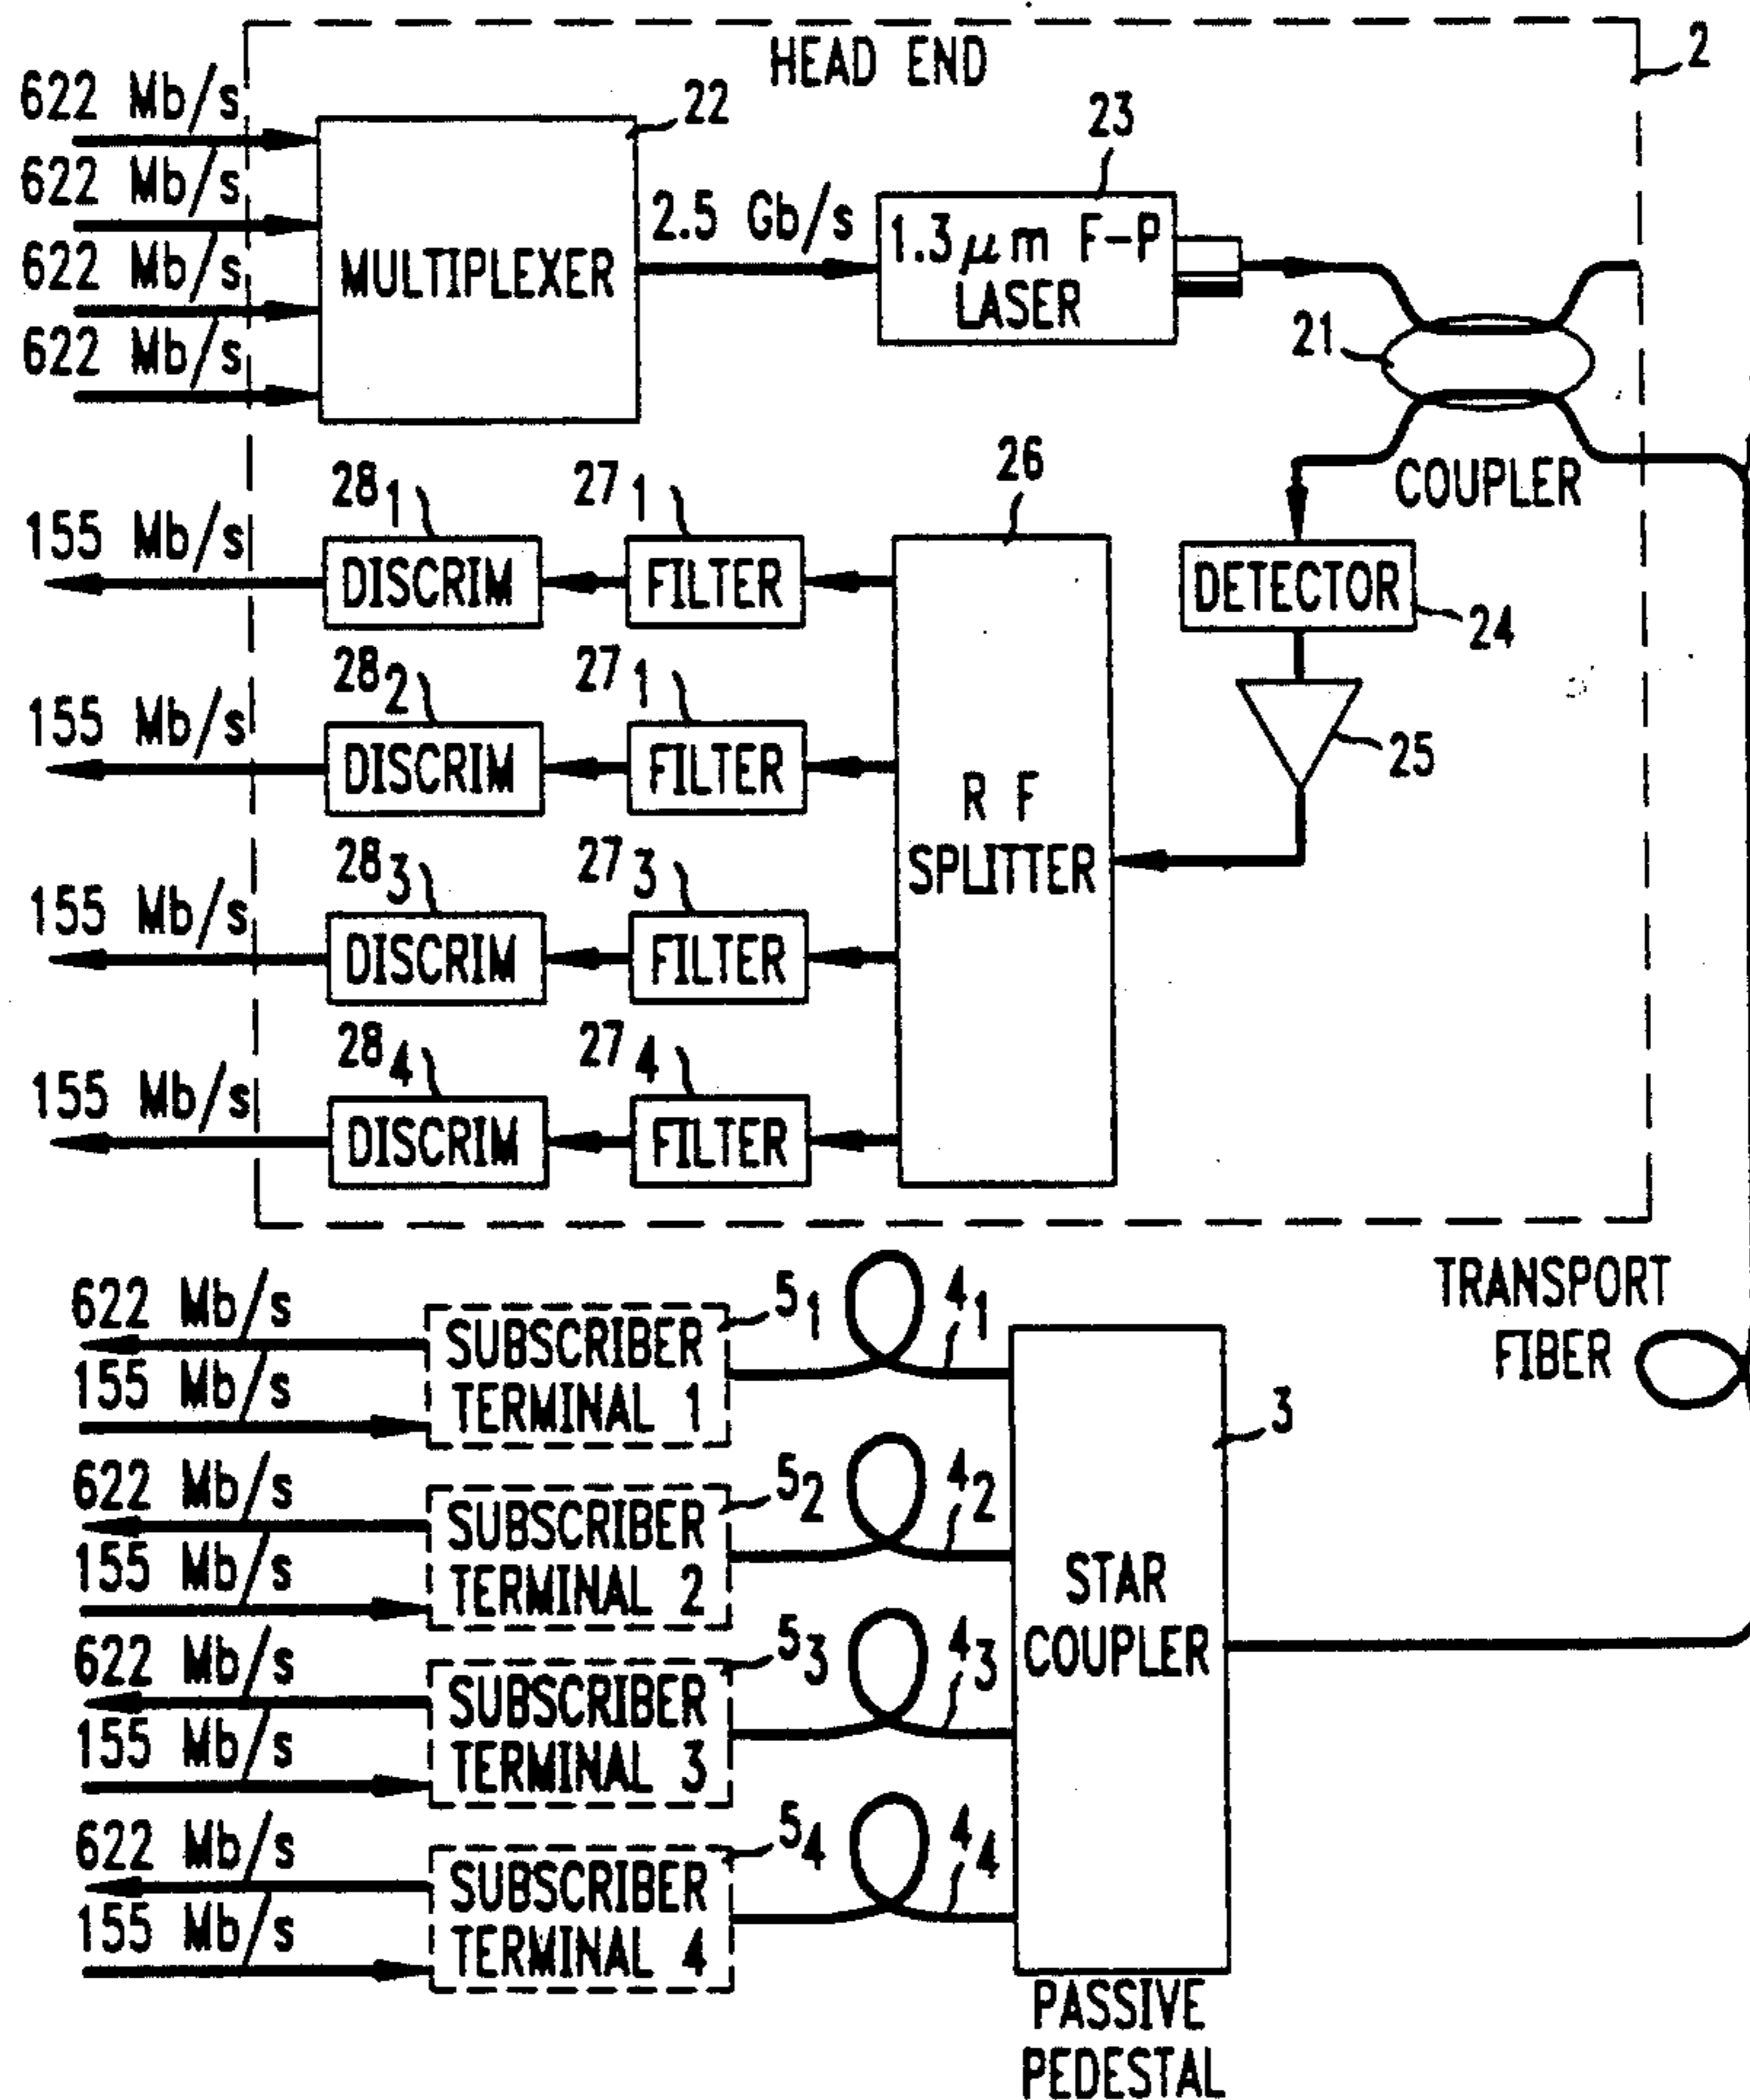 HEAD END
2
622 Mb/s
622 Mb/s
622 Mb/s
622 Mb/s
22
MULTIPLEXER
2.5 Gb/s
23
1.3μm F-P
LASER
21
COUPLER
26
R F
SPLITTER
DETECTOR
24
25
155 Mb/s
28 1
DISCRIM
27 1
FILTER
155 Mb/s
28 2
DISCRIM
27 1
FILTER
155 Mb/s
28 3
DISCRIM
27 3
FILTER
155 Mb/s
28 4
DISCRIM
27 4
FILTER
TRANSPORT
FIBER
622 Mb/s
155 Mb/s
SUBSCRIBER
TERMINAL 1
5 1
4 1
622 Mb/s
155 Mb/s
SUBSCRIBER
TERMINAL 2
5 2
4 2
622 Mb/s
155 Mb/s
SUBSCRIBER
TERMINAL 3
5 3
4 3
622 Mb/s
155 Mb/s
SUBSCRIBER
TERMINAL 4
5 4
4 4
3
STAR
COUPLER
PASSIVE
PEDESTAL